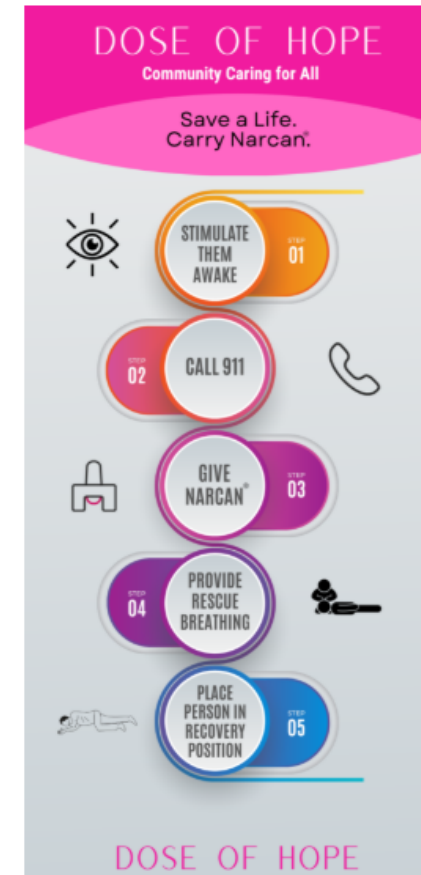 DOSE OF HOPE
Community Caring for All
Save a Life.
Carry Narcan®.
STIMULATE
THEM
AWAKE
STEP
01
STEP
02
CALL 911
GIVE
NARCAN®
STEP
03
STEP
04
PROVIDE
RESCUE
BREATHING
PLACE
PERSON IN
RECOVERY
POSITION
STEP
05
DOSE OF HOPE